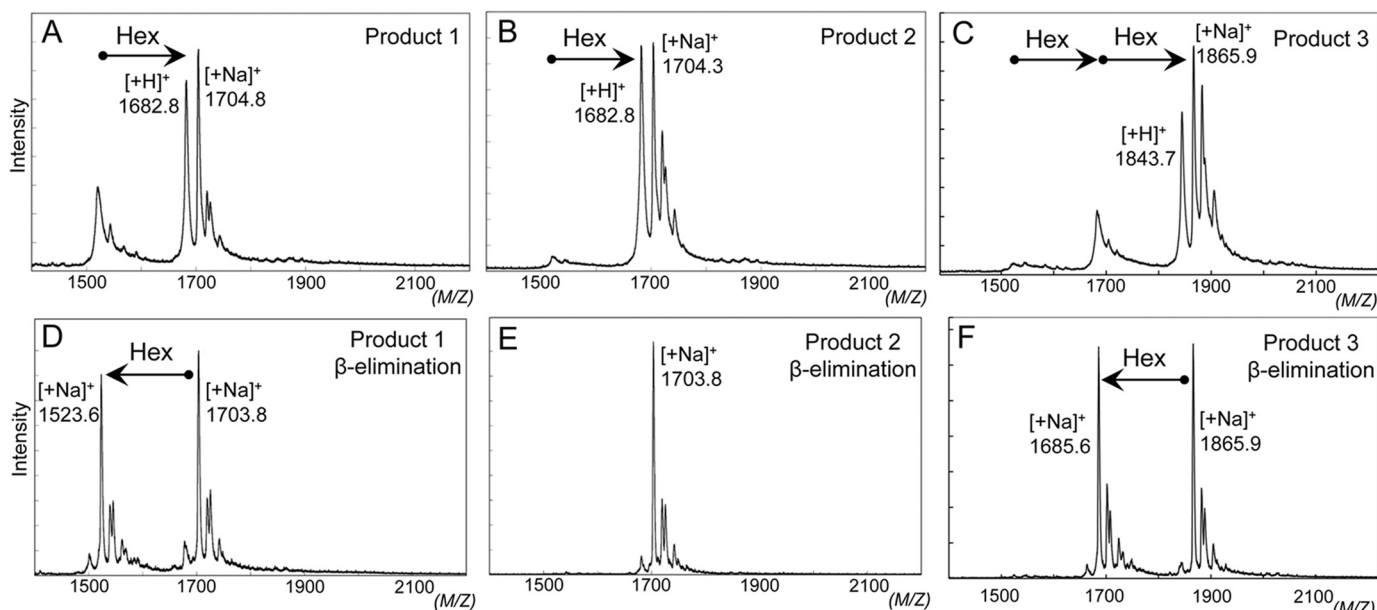 A
Hex
Product 1
[+H]⁺
1682.8
[+Na]⁺
1704.8
Intensity
1500
1700
1900
2100
(M/Z)
B
Hex
Product 2
[+H]⁺
1682.8
[+Na]⁺
1704.3
1500
1700
1900
2100
(M/Z)
C
Hex
Hex
[+Na]⁺
1865.9
Product 3
[+H]⁺
1843.7
1500
1700
1900
2100
(M/Z)
D
Hex
Product 1
β-elimination
[+Na]⁺
1523.6
[+Na]⁺
1703.8
Intensity
1500
1700
1900
2100
(M/Z)
E
Product 2
β-elimination
[+Na]⁺
1703.8
1500
1700
1900
2100
(M/Z)
F
Hex
Product 3
β-elimination
[+Na]⁺
1685.6
[+Na]⁺
1865.9
1500
1700
1900
2100
(M/Z)